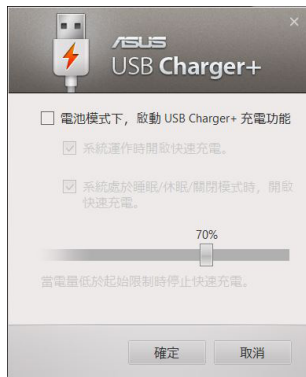 ASUS
USB Charger+
電池模式下，啟動 USB Charger+ 充電功能
系統運作時開啟快速充電。
系統處於睡眠/休眠/關閉模式時，開啟
快速充電。
70%
當電量低於起始限制時停止快速充電。
確定 取消